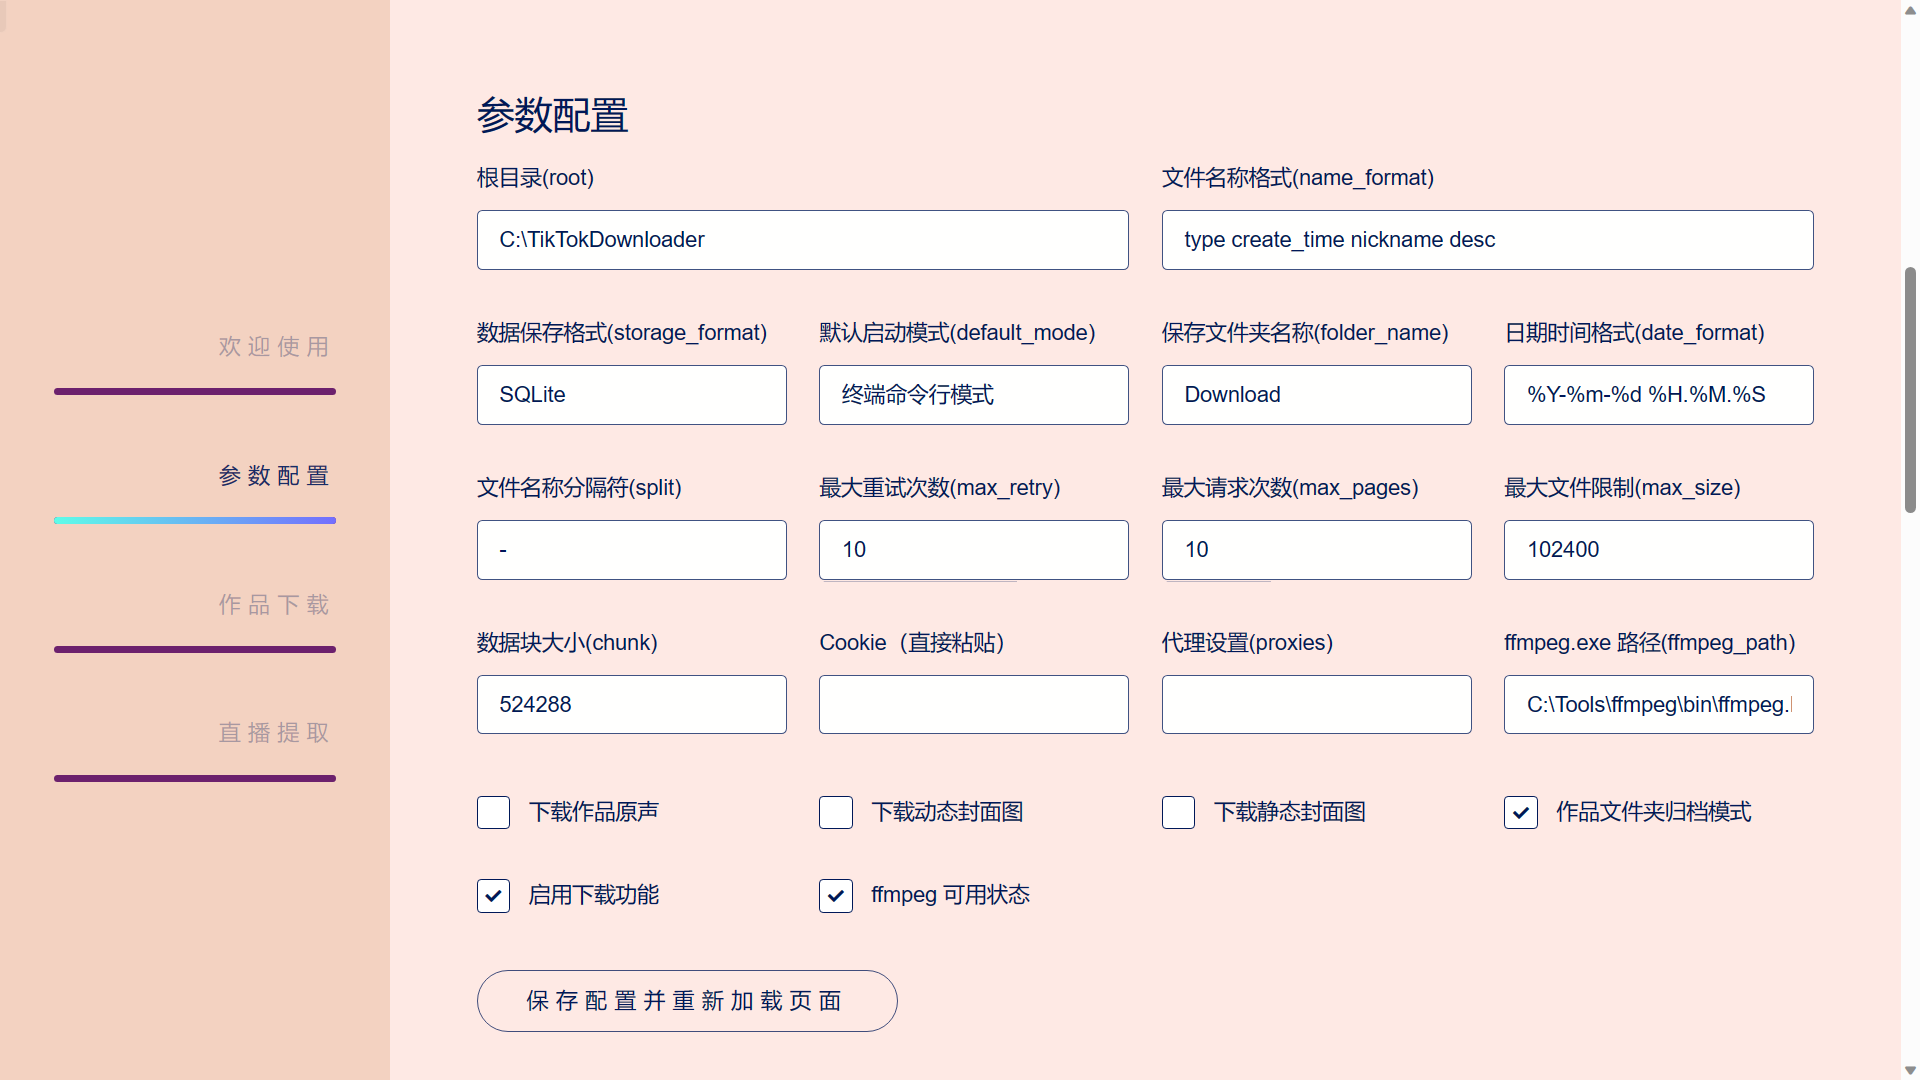 欢迎使用
参数配置
作品下载
直播提取
参数配置
根目录(root)
文件名称格式(name_format)
C:\TikTokDownloader
type create_time nickname desc
数据保存格式(storage_format)
默认启动模式(default_mode)
保存文件夹名称(folder_name)
日期时间格式(date_format)
SQLite
终端命令行模式
Download
%Y-%m-%d %H.%M.%S
文件名称分隔符(split)
最大重试次数(max_retry)
最大请求次数(max_pages)
最大文件限制(max_size)
-
10
10
102400
数据块大小(chunk)
Cookie（直接粘贴）
代理设置(proxies)
ffmpeg.exe 路径(ffmpeg_path)
524288
C:\Tools\ffmpeg\bin\ffmpeg.
下载作品原声
下载动态封面图
下载静态封面图
作品文件夹归档模式
启用下载功能
ffmpeg 可用状态
保存配置并重新加载页面